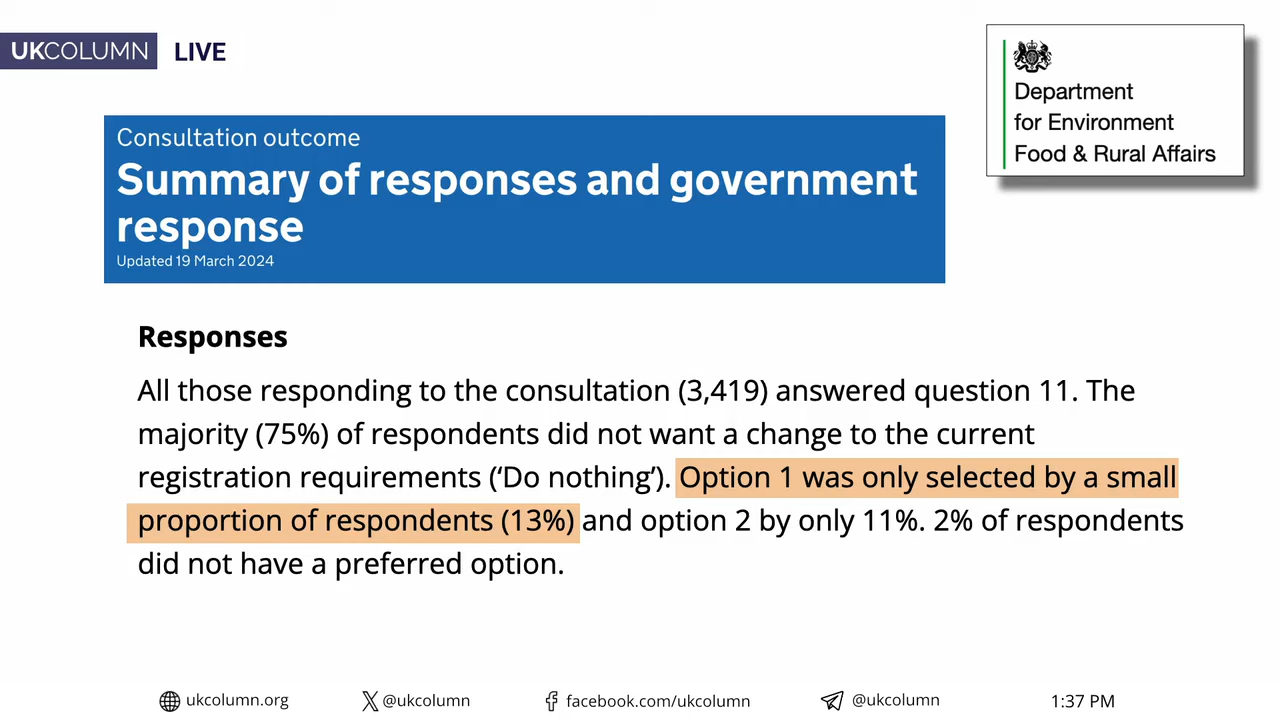 UKCOLUMN LIVE
Department
for Environment
Food & Rural Affairs
Consultation outcome
Summary of responses and government
response
Updated 19 March 2024
Responses
All those responding to the consultation (3,419) answered question 11. The
majority (75%) of respondents did not want a change to the current
registration requirements (‘Do nothing’). Option 1 was only selected by a small
proportion of respondents (13%) and option 2 by only 11%. 2% of respondents
did not have a preferred option.
ukcolumn.org @ukcolumn facebook.com/ukcolumn @ukcolumn 1:37 PM